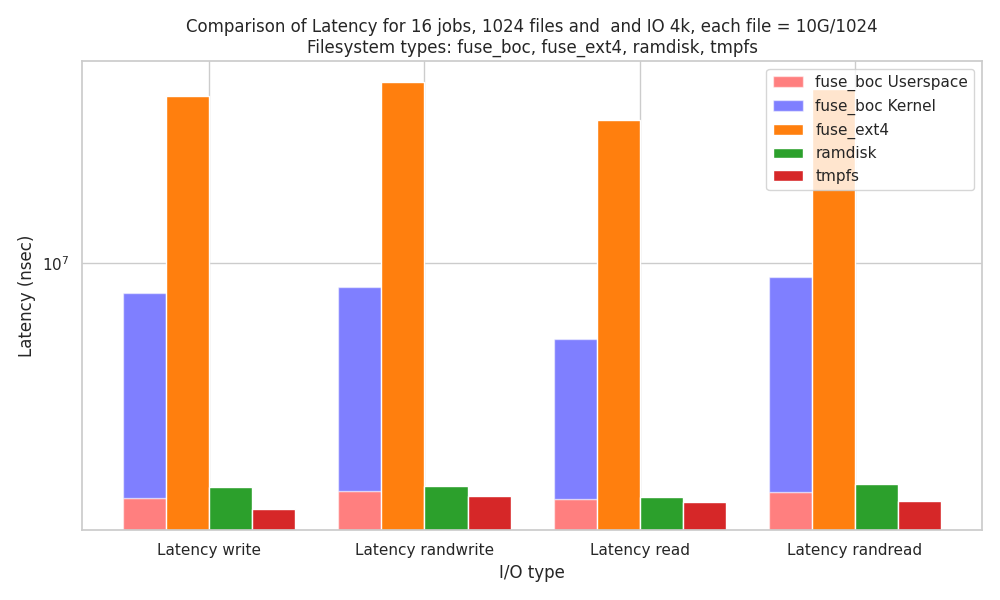 Comparison of Latency for 16 jobs, 1024 files and  and IO 4k, each file = 10G/1024
Filesystem types: fuse_boc, fuse_ext4, ramdisk, tmpfs
fuse_boc Userspace
fuse_boc Kernel
fuse_ext4
ramdisk
tmpfs
Latency (nsec)
10⁷
Latency write
Latency randwrite
Latency read
Latency randread
I/O type